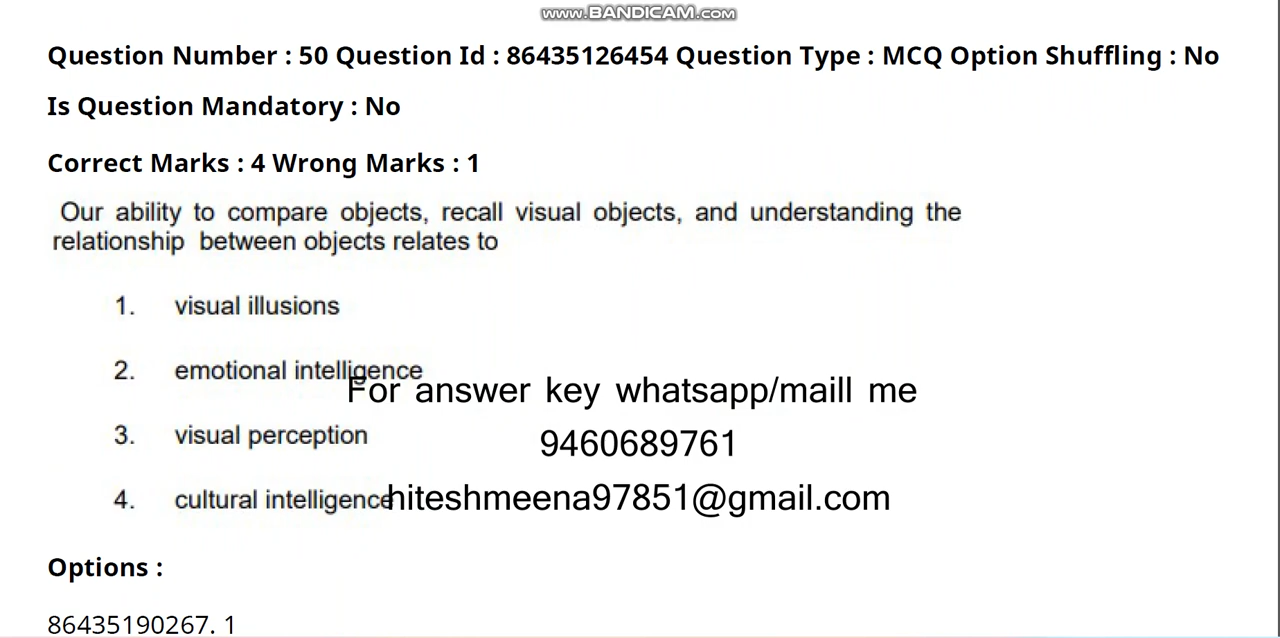 www.BANDICAM.com
Question Number : 50 Question Id : 86435126454 Question Type : MCQ Option Shuffling : No
Is Question Mandatory : No
Correct Marks : 4 Wrong Marks : 1
Our ability to compare objects, recall visual objects, and understanding the
relationship between objects relates to
1. visual illusions
2. emotional intelligence
For answer key whatsapp/maill me
3. visual perception
9460689761
4. cultural intelligence
hiteshmeena97851@gmail.com
Options :
86435190267. 1